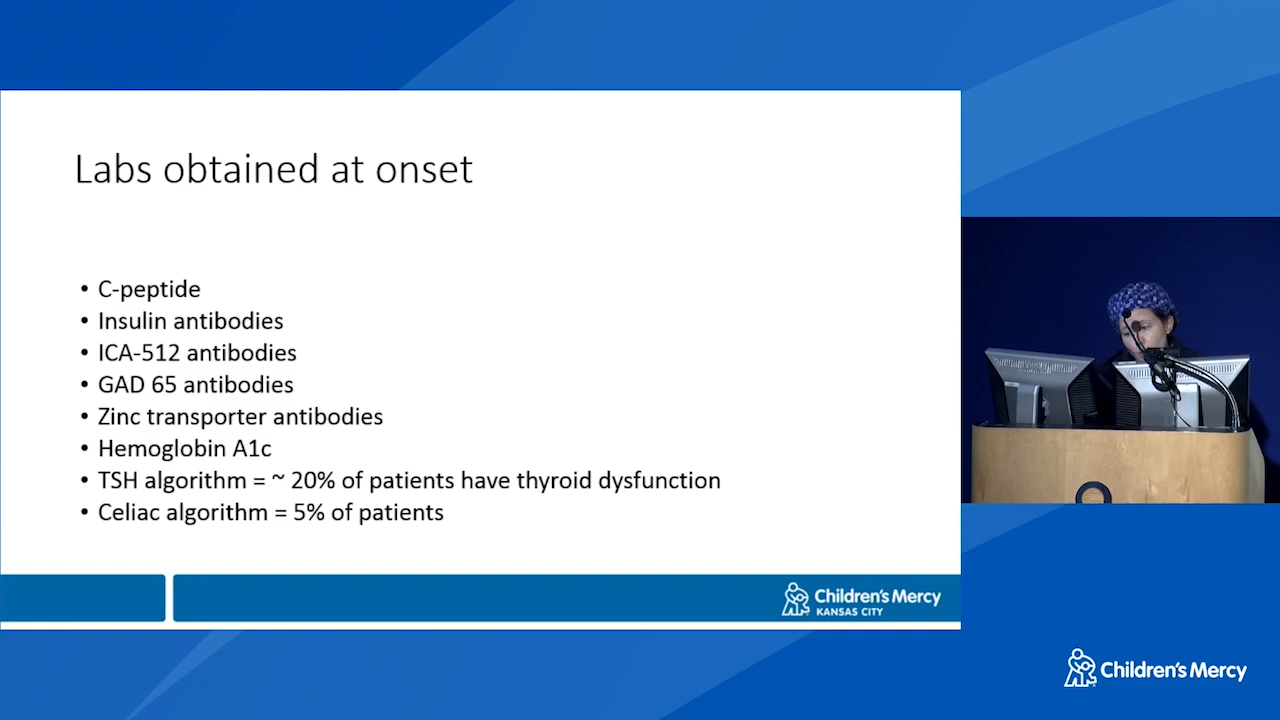 Labs obtained at onset
• C-peptide
• Insulin antibodies
• ICA-512 antibodies
• GAD 65 antibodies
• Zinc transporter antibodies
• Hemoglobin A1c
• TSH algorithm = ~ 20% of patients have thyroid dysfunction
• Celiac algorithm = 5% of patients
Children's Mercy
KANSAS CITY
Children's Mercy